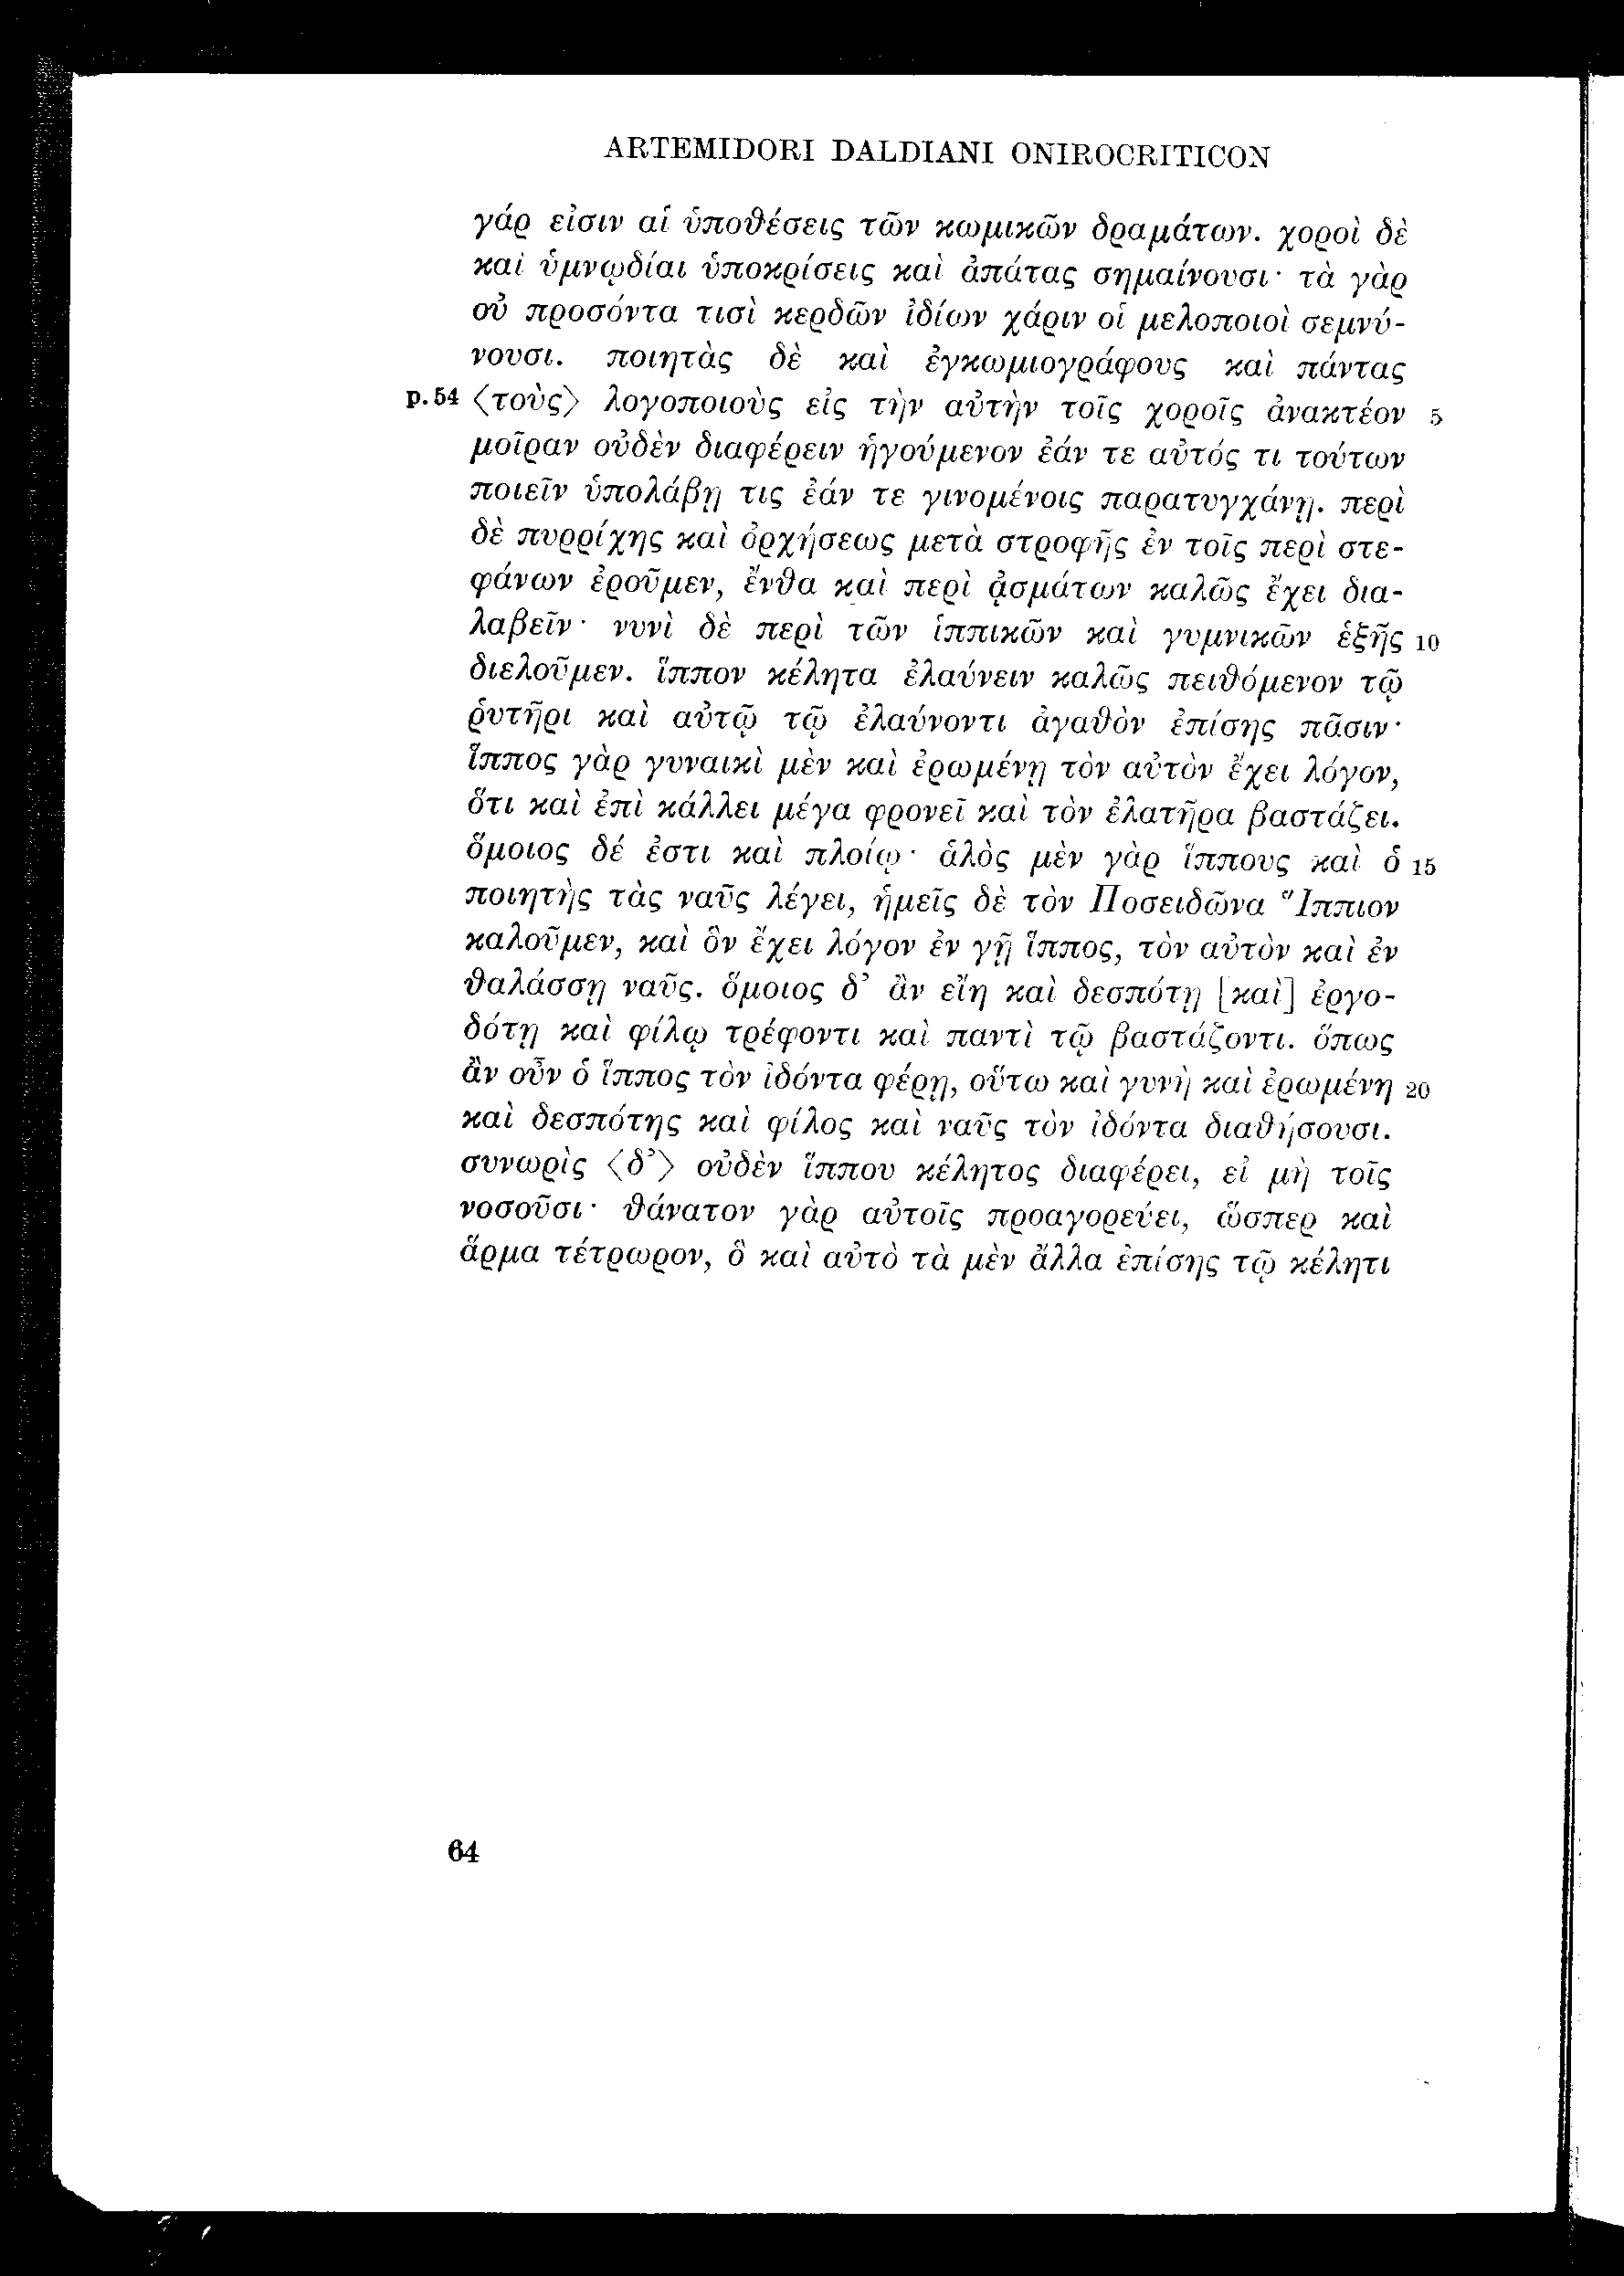 ARTEMIDORI DALDIANI ONIROCRITICON
γάρ εἰσιν αἱ ὑποθέσεις τῶν κωμικῶν δραμάτων. χοροὶ δὲ
καὶ ὑμνῳδίαι ὑποκρίσεις καὶ ἀπάτας σημαίνουσι· τὰ γὰρ
οὐ προσόντα τισὶ κερδῶν ἰδίων χάριν οἱ μελοποιοὶ σεμνύ-
νουσι. ποιητὰς δὲ καὶ ἐγκωμιογράφους καὶ πάντας
p. 54 〈τοὺς〉 λογοποιοὺς εἰς τὴν αὐτὴν τοῖς χοροῖς ἀνακτέον 5
μοῖραν οὐδὲν διαφέρειν ἡγούμενον ἐάν τε αὐτός τι τούτων
ποιεῖν ὑπολάβῃ τις ἐάν τε γινομένοις παρατυγχάνῃ. περὶ
δὲ πυρρίχης καὶ ὀρχήσεως μετὰ στροφῆς ἐν τοῖς περὶ στε-
φάνων ἐροῦμεν, ἔνθα καὶ περὶ ᾀσμάτων καλῶς ἔχει δια-
λαβεῖν· νυνὶ δὲ περὶ τῶν ἱππικῶν καὶ γυμνικῶν ἑξῆς 10
διελοῦμεν. ἵππον κέλητα ἐλαύνειν καλῶς πειθόμενον τῷ
ῥυτῆρι καὶ αὐτῷ τῷ ἐλαύνοντι ἀγαθὸν ἐπίσης πᾶσιν·
ἵππος γὰρ γυναικὶ μὲν καὶ ἐρωμένῃ τὸν αὐτὸν ἔχει λόγον,
ὅτι καὶ ἐπὶ κάλλει μέγα φρονεῖ καὶ τὸν ἐλατῆρα βαστάζει.
ὅμοιος δέ ἐστι καὶ πλοίῳ· ἁλὸς μὲν γὰρ ἵππους καὶ ὁ 15
ποιητὴς τὰς ναῦς λέγει, ἡμεῖς δὲ τὸν Ποσειδῶνα Ἵππιον
καλοῦμεν, καὶ ὃν ἔχει λόγον ἐν γῇ ἵππος, τὸν αὐτὸν καὶ ἐν
θαλάσσῃ ναῦς. ὅμοιος δ’ ἂν εἴη καὶ δεσπότῃ [καὶ] ἐργο-
δότῃ καὶ φίλῳ τρέφοντι καὶ παντὶ τῷ βαστάζοντι. ὅπως
ἂν οὖν ὁ ἵππος τὸν ἰδόντα φέρῃ, οὕτω καὶ γυνὴ καὶ ἐρωμένη 20
καὶ δεσπότης καὶ φίλος καὶ ναῦς τὸν ἰδόντα διαθήσουσι.
συνωρὶς 〈δ’〉 οὐδὲν ἵππου κέλητος διαφέρει, εἰ μὴ τοῖς
νοσοῦσι· θάνατον γὰρ αὐτοῖς προαγορεύει, ὥσπερ καὶ
ἅρμα τέτρωρον, ὃ καὶ αὐτὸ τὰ μὲν ἄλλα ἐπίσης τῷ κέλητι
64